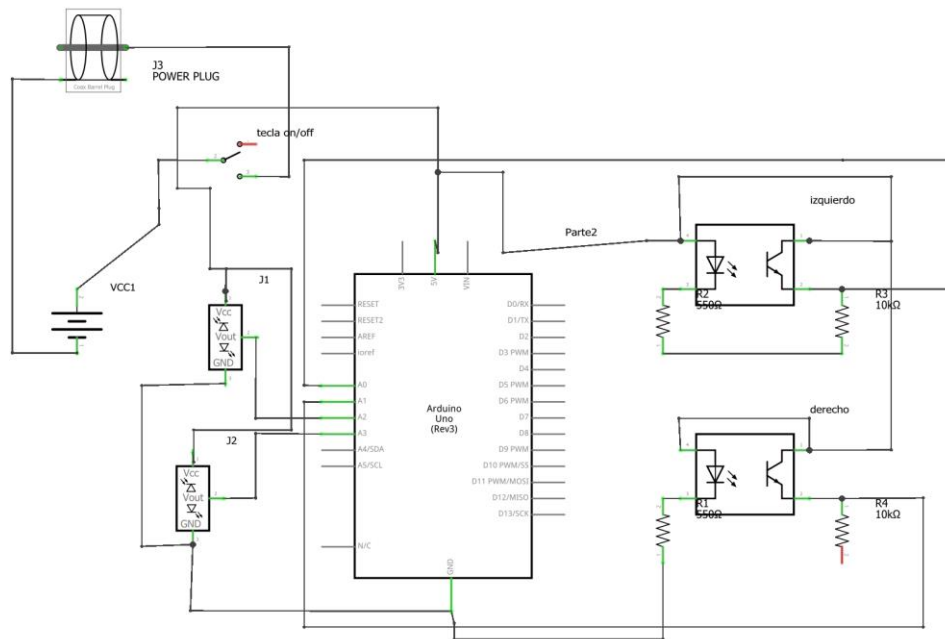 J3
POWER PLUG
Coax Barrel Plug
tecla on/off
izquierdo
Parte2
VCC1
J1
Vcc
Vout
GND
J2
Vcc
Vout
GND
3V3
5V
VIN
RESET
RESET2
AREF
ioref
A0
A1
A2
A3
A4/SDA
A5/SCL
N/C
D0/RX
D1/TX
D2
D3 PWM
D4
D5 PWM
D6 PWM
D7
D8
D9 PWM
D10 PWM/SS
D11 PWM/MOSI
D12/MISO
D13/SCK
Arduino
Uno
(Rev3)
GND
R2
550Ω
R3
10kΩ
derecho
R1
550Ω
R4
10kΩ